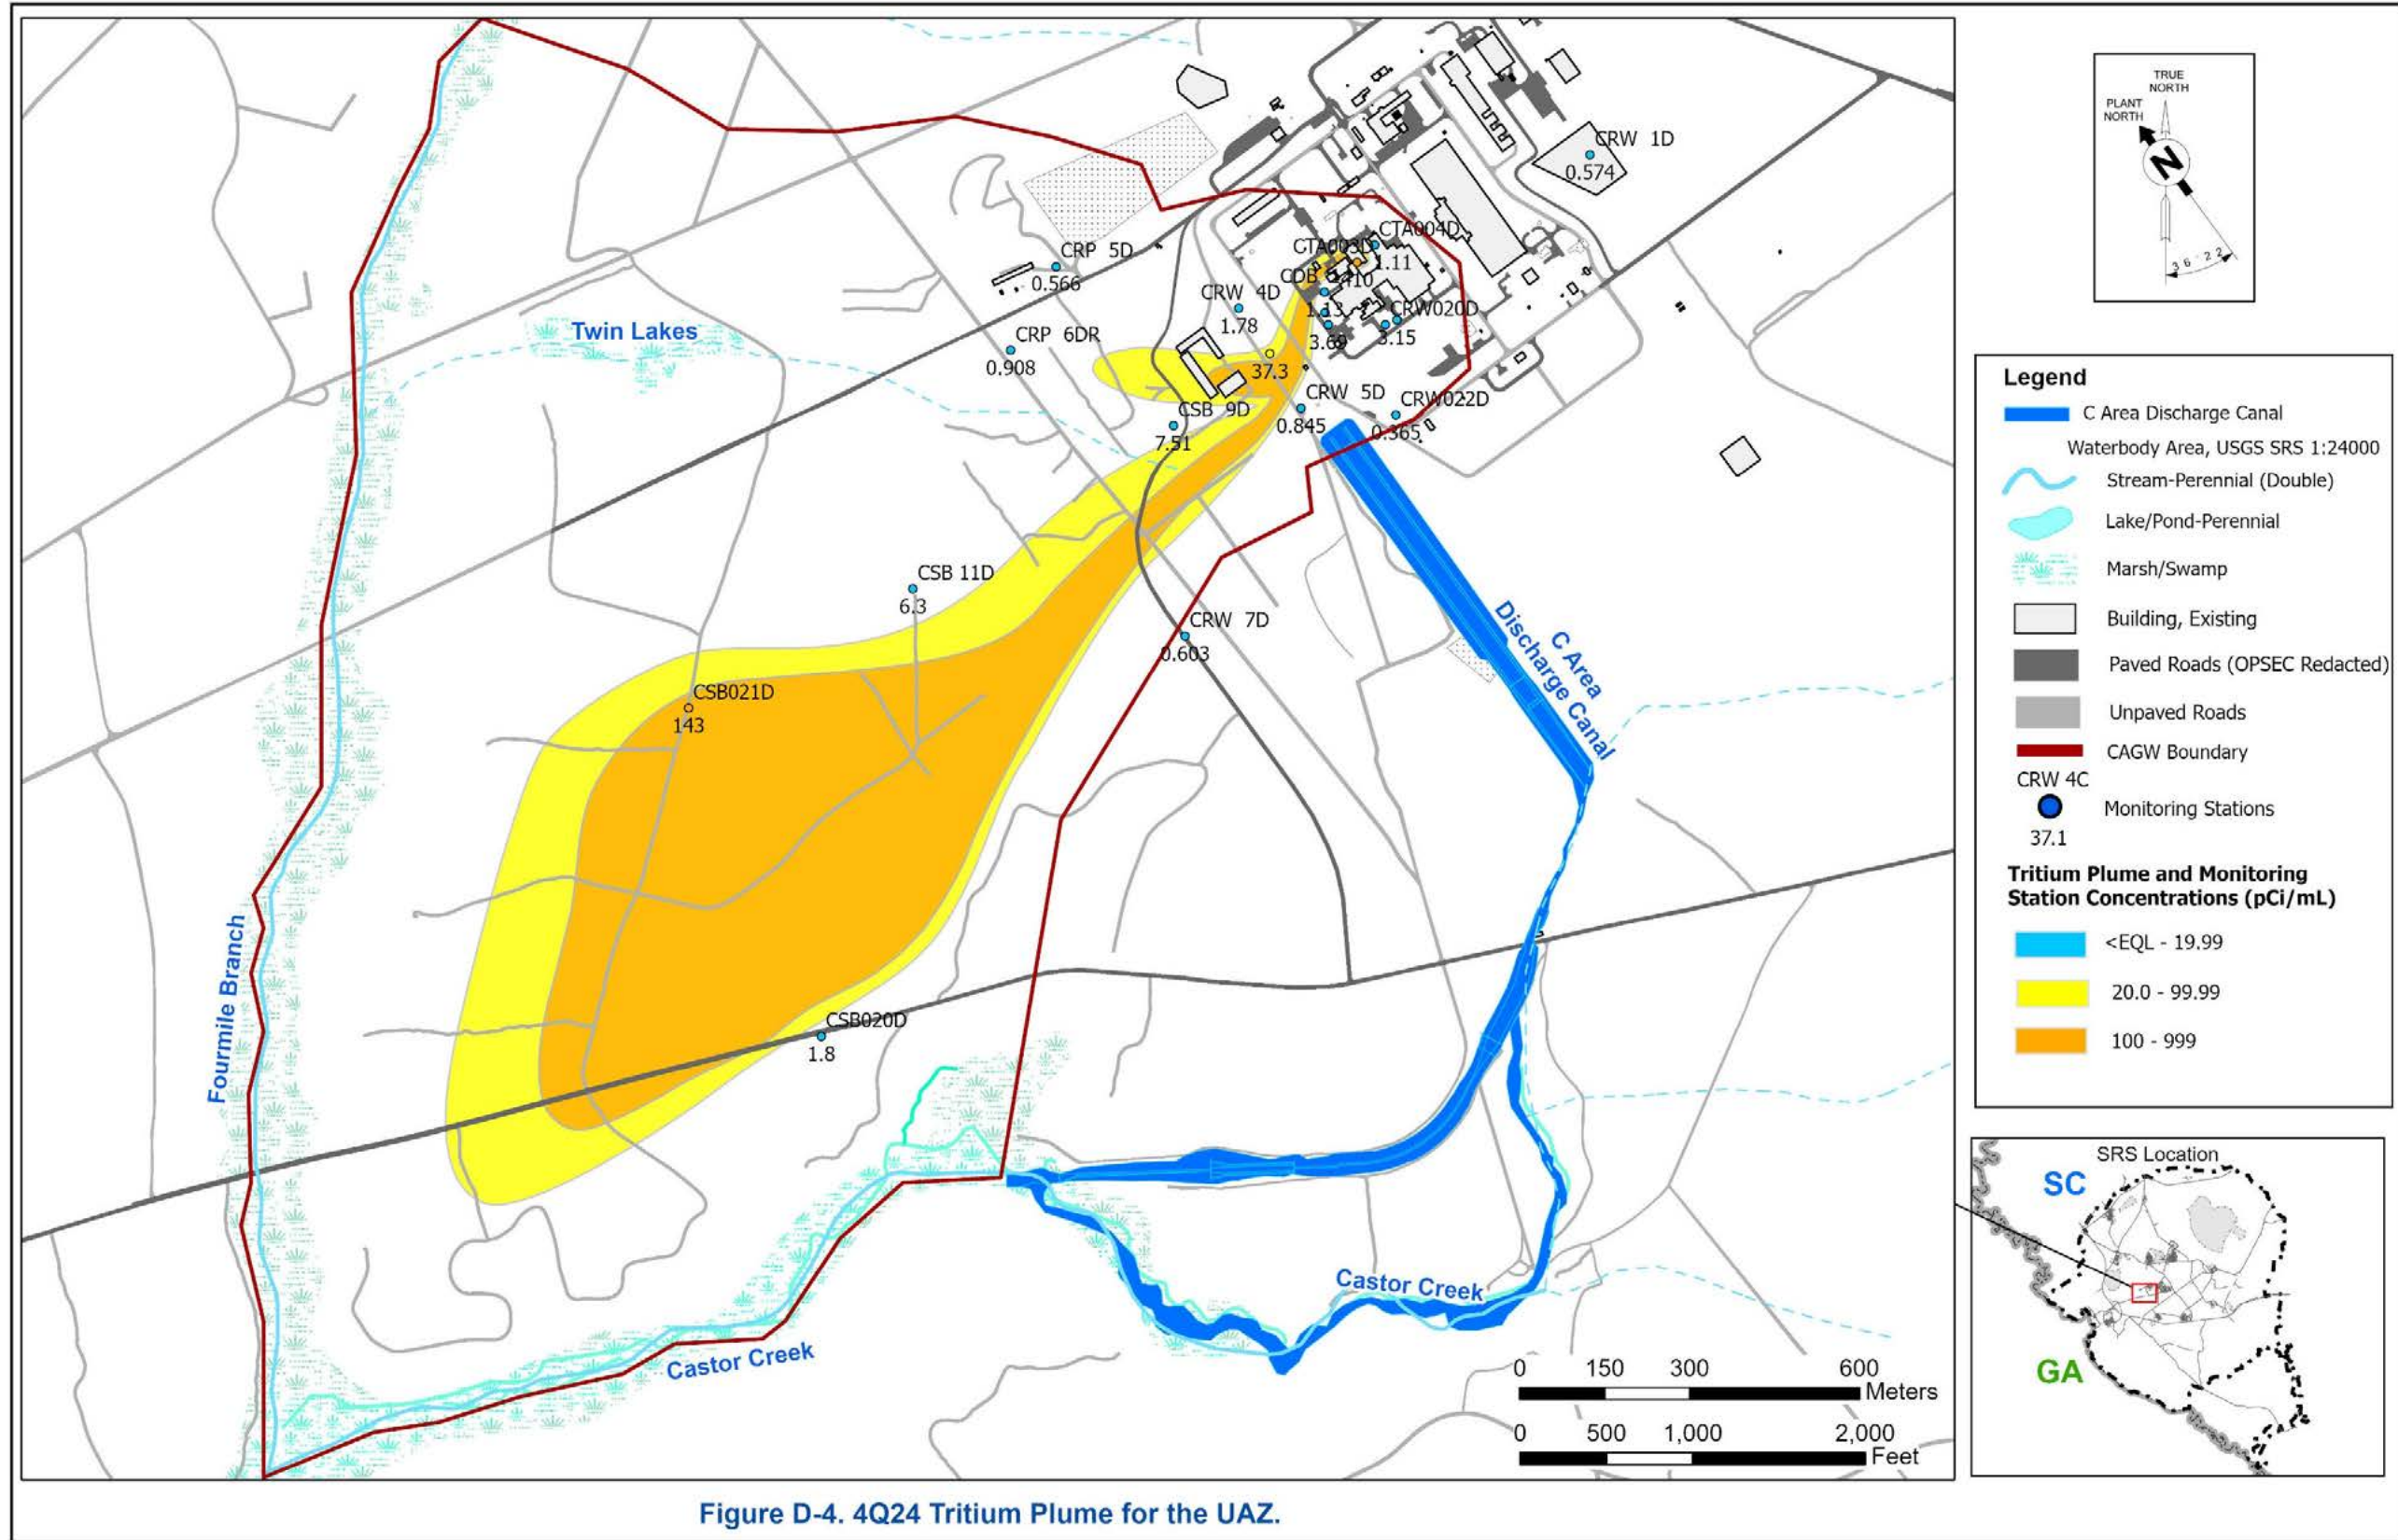 TRUE
NORTH
PLANT
NORTH
N
36·22
CRW 1D
0.574
CTA004D
1.11
CTA003D
CDB
1.13
CRW020D
3.15
3.69
CRP 5D
0.566
CRW 4D
1.78
CRP 6DR
0.908
37.3
CRW 5D
0.845
CRW022D
0.365
CSB 9D
7.51
Twin Lakes
CSB 11D
6.3
CRW 7D
0.603
CSB021D
143
C Area
Discharge Canal
Fourmile Branch
CSB020D
1.8
Castor Creek
Castor Creek
0 150 300 600
Meters
0 500 1,000 2,000
Feet
Legend
C Area Discharge Canal
Waterbody Area, USGS SRS 1:24000
Stream-Perennial (Double)
Lake/Pond-Perennial
Marsh/Swamp
Building, Existing
Paved Roads (OPSEC Redacted)
Unpaved Roads
CAGW Boundary
CRW 4C
Monitoring Stations
37.1
Tritium Plume and Monitoring
Station Concentrations (pCi/mL)
<EQL - 19.99
20.0 - 99.99
100 - 999
SRS Location
SC
GA
Figure D-4. 4Q24 Tritium Plume for the UAZ.